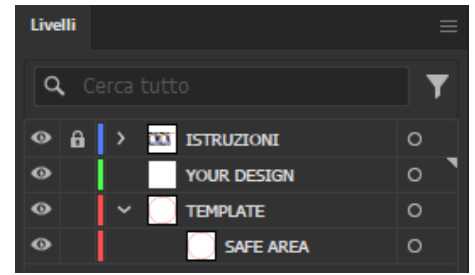 Livelli
Cerca tutto
ISTRUZIONI
YOUR DESIGN
TEMPLATE
SAFE AREA